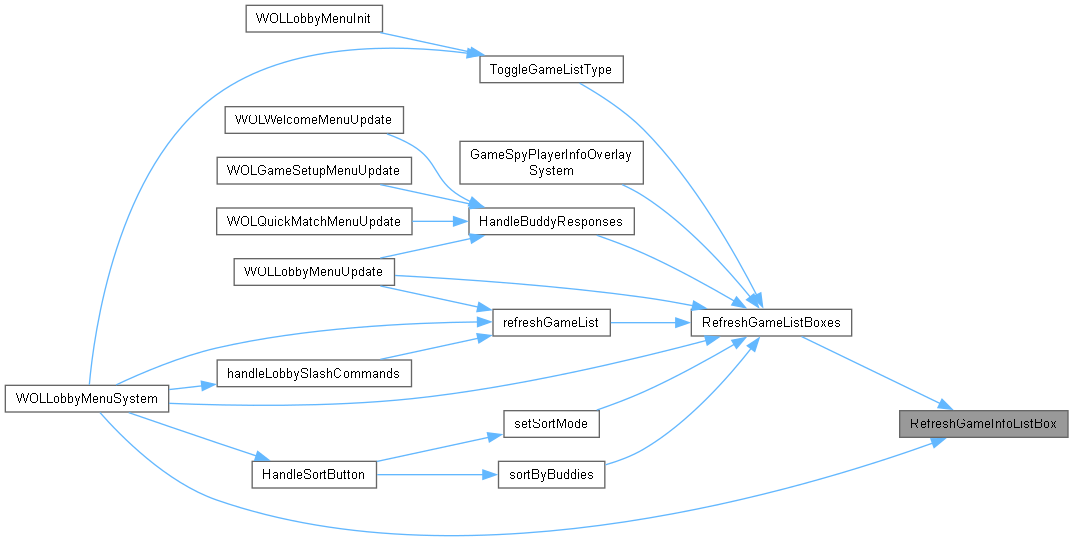 WOLLobbyMenuInit
ToggleGameListType
WOLWelcomeMenuUpdate
GameSpyPlayerInfoOverlay
System
WOLGameSetupMenuUpdate
WOLQuickMatchMenuUpdate
HandleBuddyResponses
WOLLobbyMenuUpdate
refreshGameList
RefreshGameListBoxes
handleLobbySlashCommands
WOLLobbyMenuSystem
setSortMode
RefreshGameInfoListBox
HandleSortButton
sortByBuddies